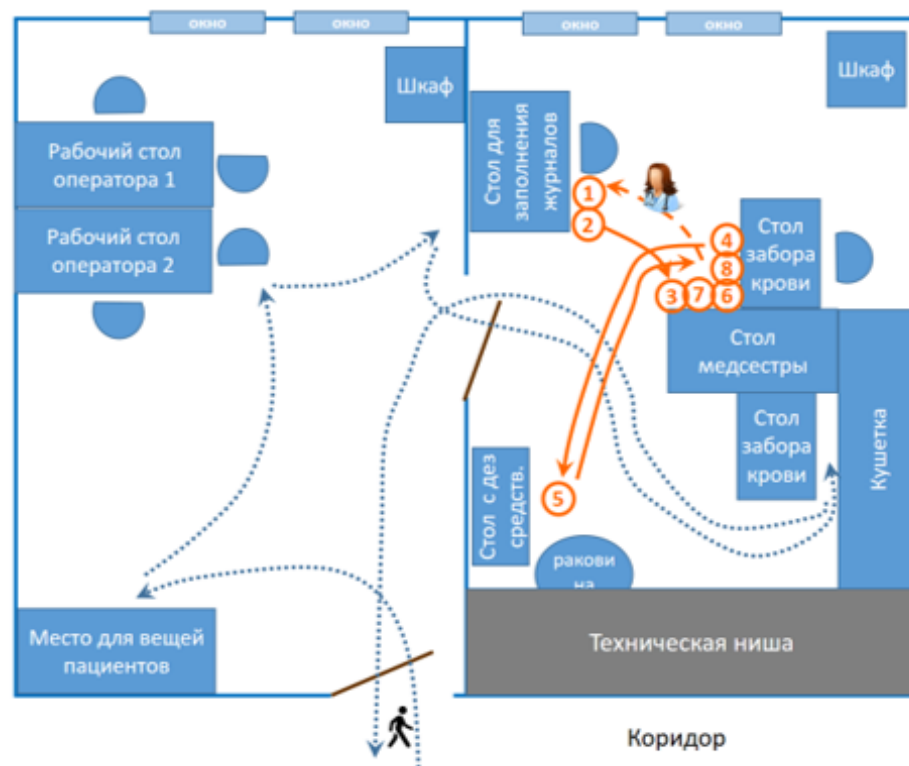 окно
окно
окно
окно
Шкаф
Шкаф
Рабочий стол
оператора 1
Рабочий стол
оператора 2
Стол для
заполнения
журналов
1
2
4
8
3
7
6
Стол
забора
крови
Стол
медсестры
Стол
забора
крови
Кушетка
Стол с дез
средств.
5
ракови
на
Место для вещей
пациентов
Техническая ниша
Коридор